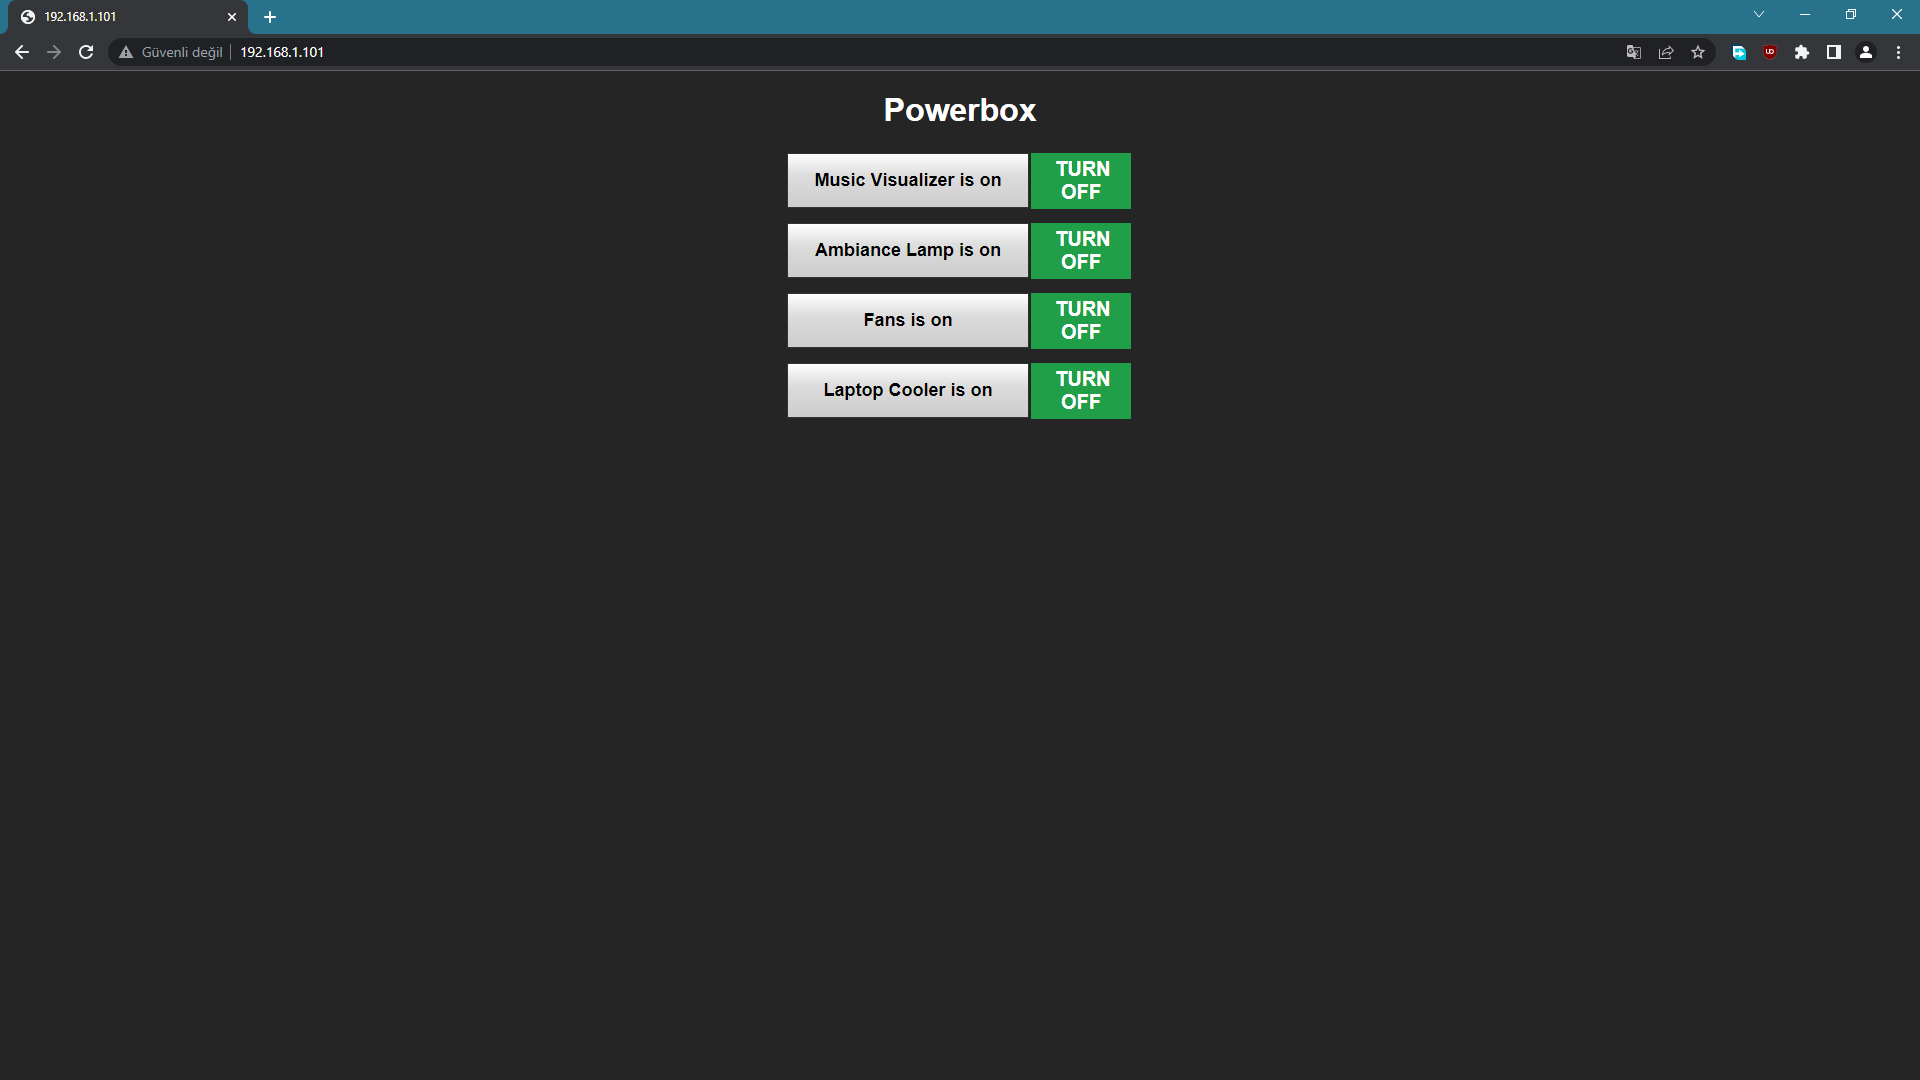 192.168.1.101
Güvenli değil 192.168.1.101
UD
Powerbox
Music Visualizer is on
TURN
OFF
Ambiance Lamp is on
TURN
OFF
Fans is on
TURN
OFF
Laptop Cooler is on
TURN
OFF